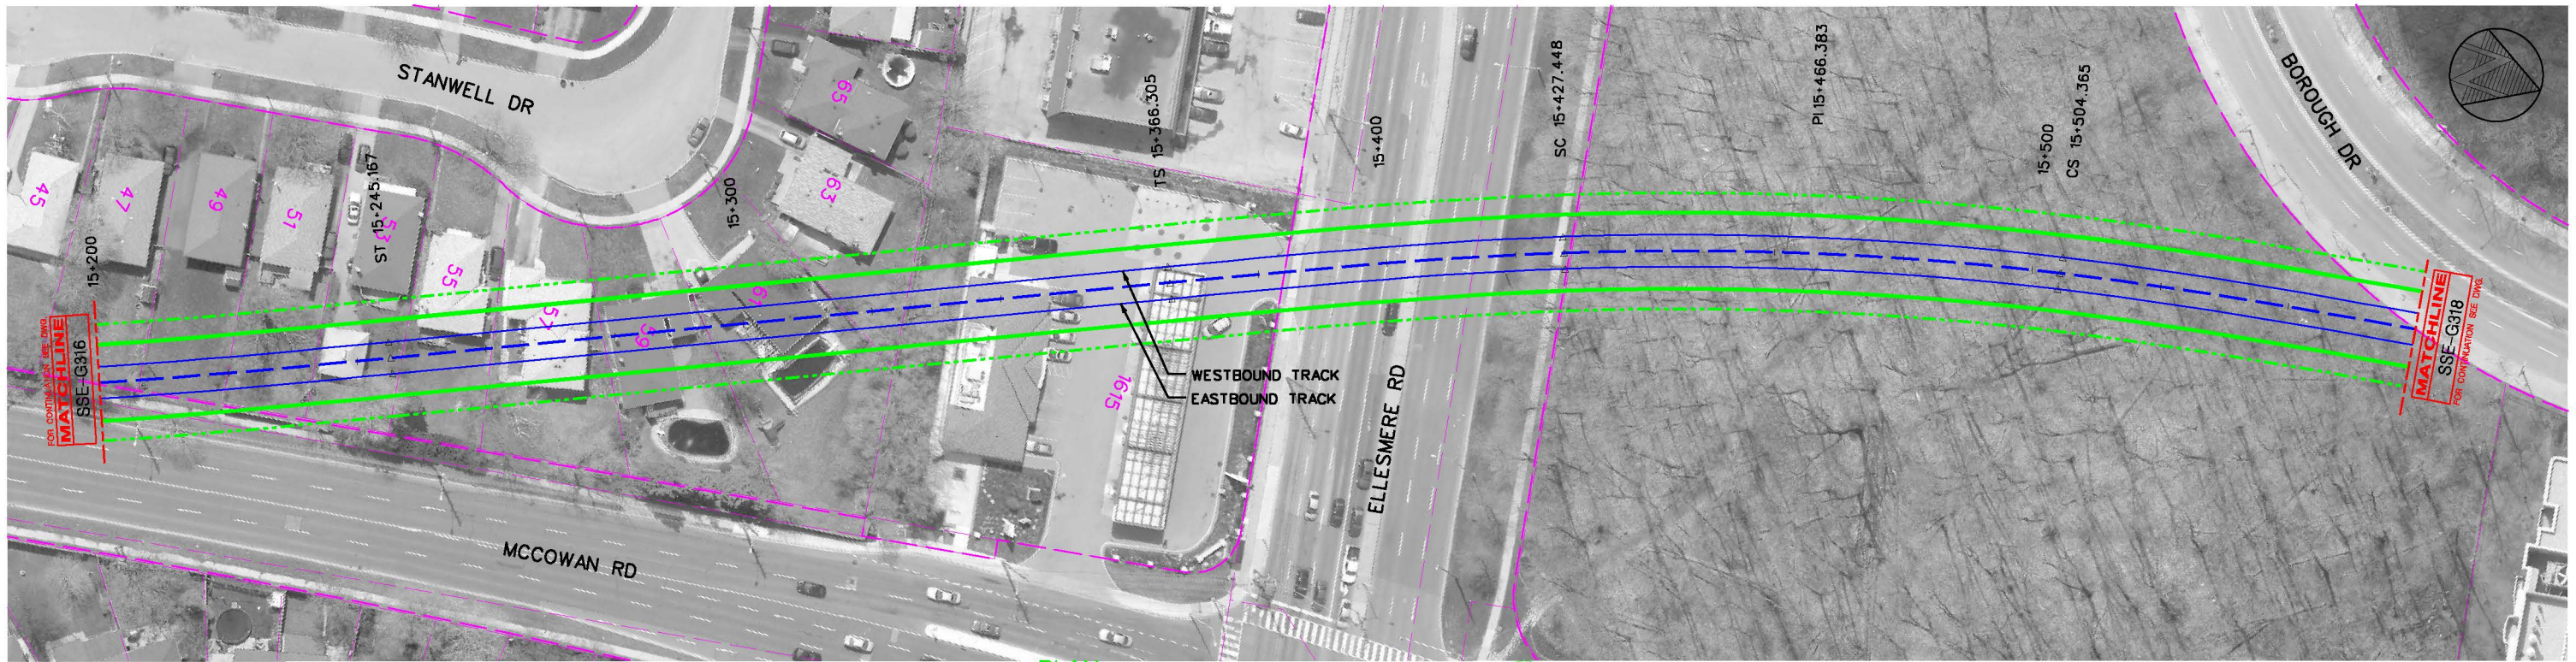 STANWELL DR
BOROUGH DR
45
47
49
51
53
55
57
59
61
63
65
1615
15+200
ST 15+245.167
15+300
TS 15+366.305
15+400
SC 15+427.448
PI 15+466.383
15+500
CS 15+504.365
FOR CONTINUATION SEE DWG.
MATCHLINE
SSE-G316
WESTBOUND TRACK
EASTBOUND TRACK
ELLESMERE RD
MCCOWAN RD
MATCHLINE
SSE-G318
FOR CONTINUATION SEE DWG.